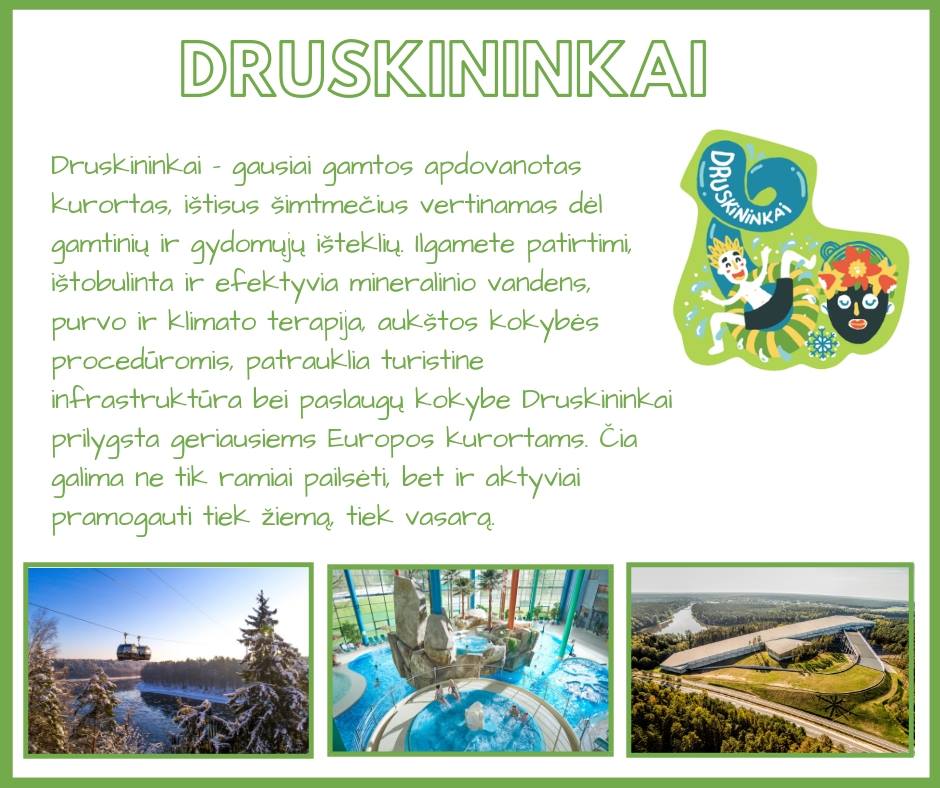 DRUSKININKAI
Druskininkai - gausiai gamtos apdovanotas
kurortas, ištisus šimtmečius vertinamas dėl
gamtinių ir gydomųjų išteklių. Ilgamete patirtimi,
ištobulinta ir efektyvia mineralinio vandens,
purvo ir klimato terapija, aukštos kokybės
procedūromis, patrauklia turistine
infrastruktūra bei paslaugų kokybe Druskininkai
prilygsta geriausiems Europos kurortams. Čia
galima ne tik ramiai pailsėti, bet ir aktyviai
pramogauti tiek žiemą, tiek vasarą.
DRUSKININKAI